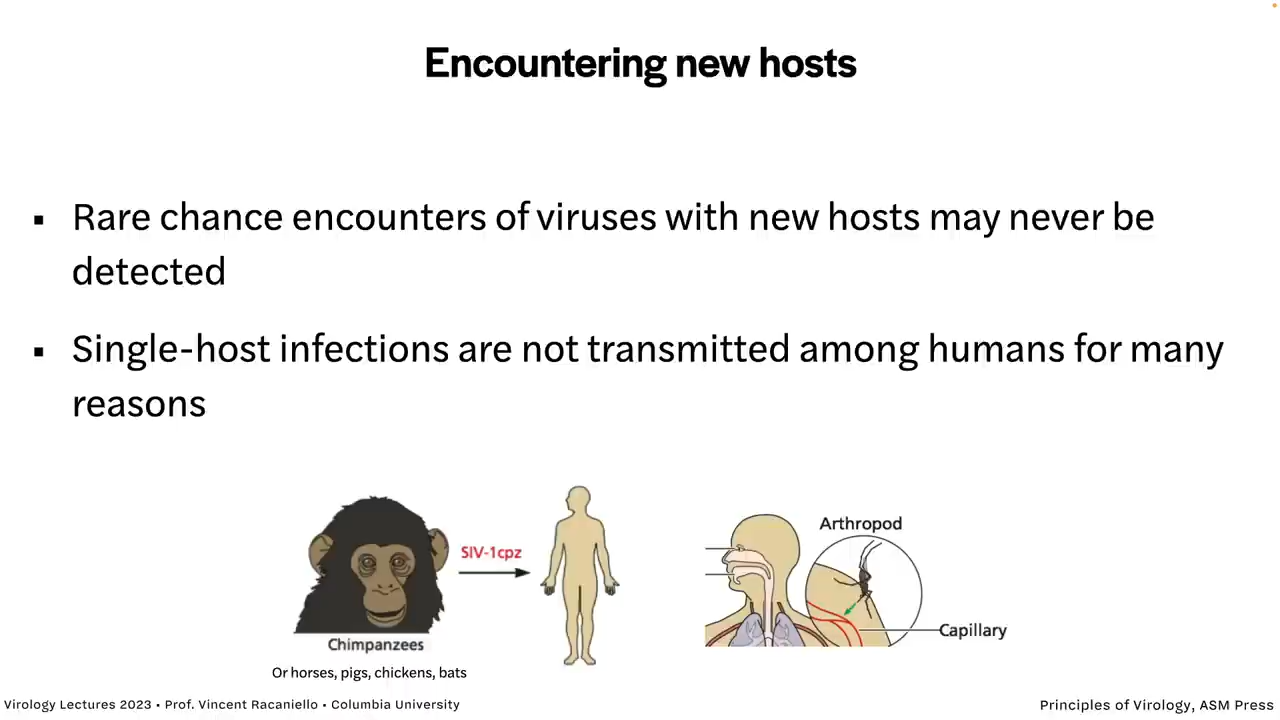 Encountering new hosts
▪ Rare chance encounters of viruses with new hosts may never be
detected
▪ Single-host infections are not transmitted among humans for many
reasons
SIV-1cpz
Chimpanzees
Or horses, pigs, chickens, bats
Arthropod
Capillary
Virology Lectures 2023 • Prof. Vincent Racaniello • Columbia University
Principles of Virology, ASM Press